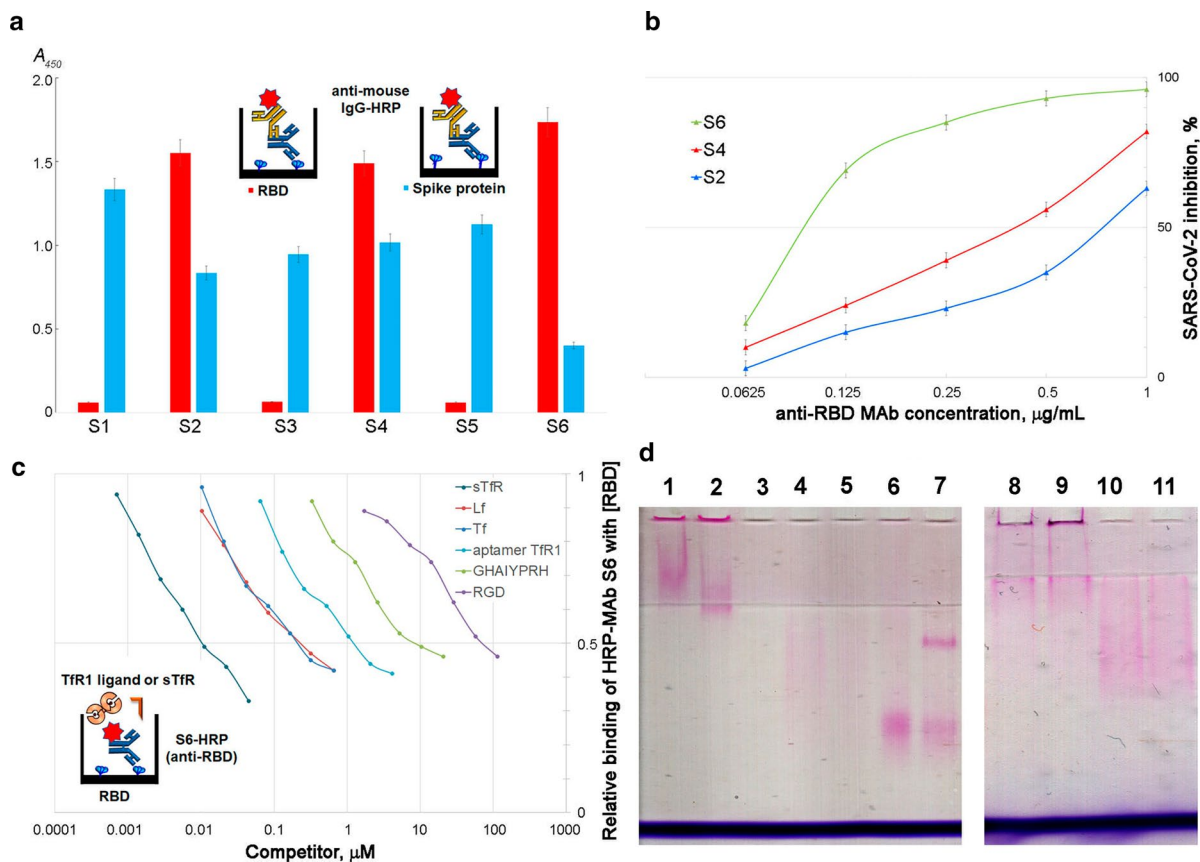 a
A450
2.0
1.5
1.0
0.5
0
anti-mouse
IgG-HRP
RBD
Spike protein
S1 S2 S3 S4 S5 S6
b
S6
S4
S2
100
50
0
SARS-CoV-2 inhibition, %
0.0625 0.125 0.25 0.5 1
anti-RBD MAb concentration, µg/mL
c
sTfR
Lf
Tf
aptamer TfR1
GHAIYPRH
RGD
1
0.5
0
Relative binding of HRP-MAb S6 with [RBD]
TfR1 ligand or sTfR
S6-HRP
(anti-RBD)
RBD
0.0001 0.001 0.01 0.1 1 10 100 1000
Competitor, µM
d
1 2 3 4 5 6 7 8 9 10 11